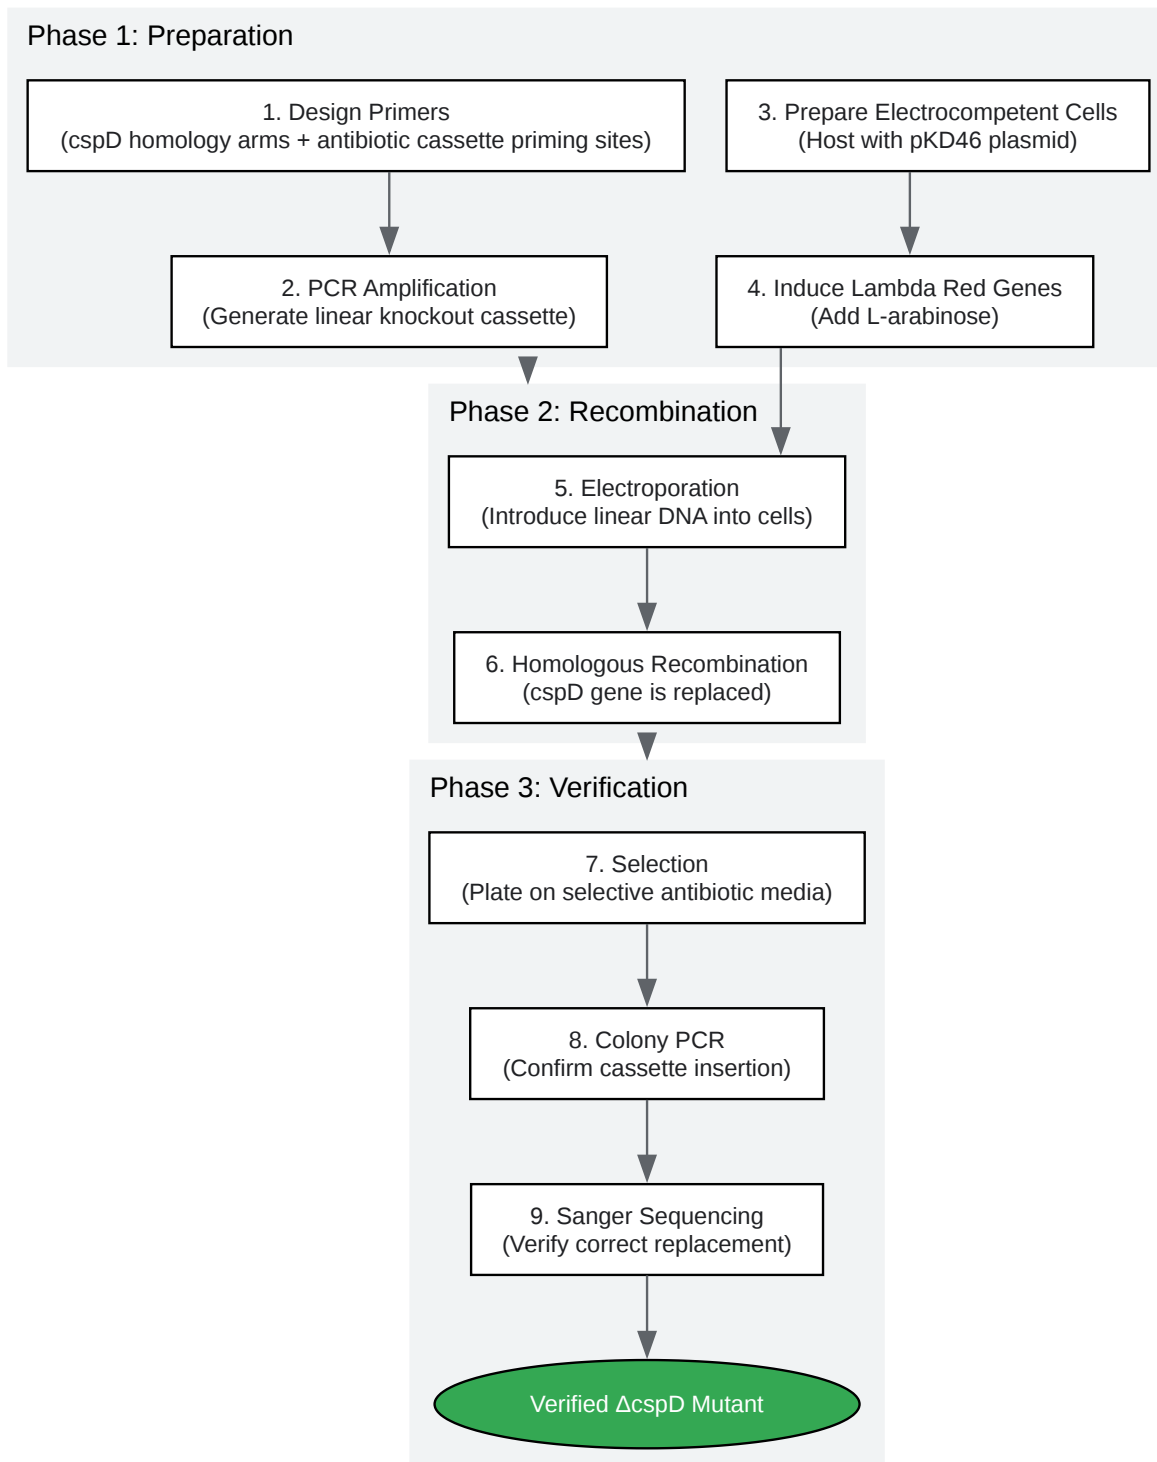 Phase 1: Preparation
1. Design Primers
(cspD homology arms + antibiotic cassette priming sites)
3. Prepare Electrocompetent Cells
(Host with pKD46 plasmid)
2. PCR Amplification
(Generate linear knockout cassette)
4. Induce Lambda Red Genes
(Add L-arabinose)
Phase 2: Recombination
5. Electroporation
(Introduce linear DNA into cells)
6. Homologous Recombination
(cspD gene is replaced)
Phase 3: Verification
7. Selection
(Plate on selective antibiotic media)
8. Colony PCR
(Confirm cassette insertion)
9. Sanger Sequencing
(Verify correct replacement)
Verified ΔcspD Mutant